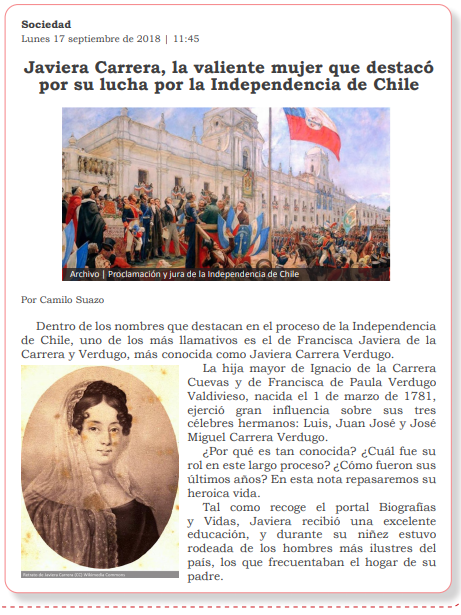 Sociedad
Lunes 17 septiembre de 2018 | 11:45
Javiera Carrera, la valiente mujer que destacó
por su lucha por la Independencia de Chile
Archivo | Proclamación y jura de la Independencia de Chile
Por Camilo Suazo
Dentro de los nombres que destacan en el proceso de la Independencia
de Chile, uno de los más llamativos es el de Francisca Javiera de la
Carrera y Verdugo, más conocida como Javiera Carrera Verdugo.
La hija mayor de Ignacio de la Carrera
Cuevas y de Francisca de Paula Verdugo
Valdivieso, nacida el 1 de marzo de 1781,
ejerció gran influencia sobre sus tres
célebres hermanos: Luis, Juan José y José
Miguel Carrera Verdugo.
¿Por qué es tan conocida? ¿Cuál fue su
rol en este largo proceso? ¿Cómo fueron sus
últimos años? En esta nota repasaremos su
heroica vida.
Tal como recoge el portal Biografías
y Vidas, Javiera recibió una excelente
educación, y durante su niñez estuvo
rodeada de los hombres más ilustres del
país, los que frecuentaban el hogar de su
padre.
Retrato de Javiera Carrera (CC) Wikimedia Commons